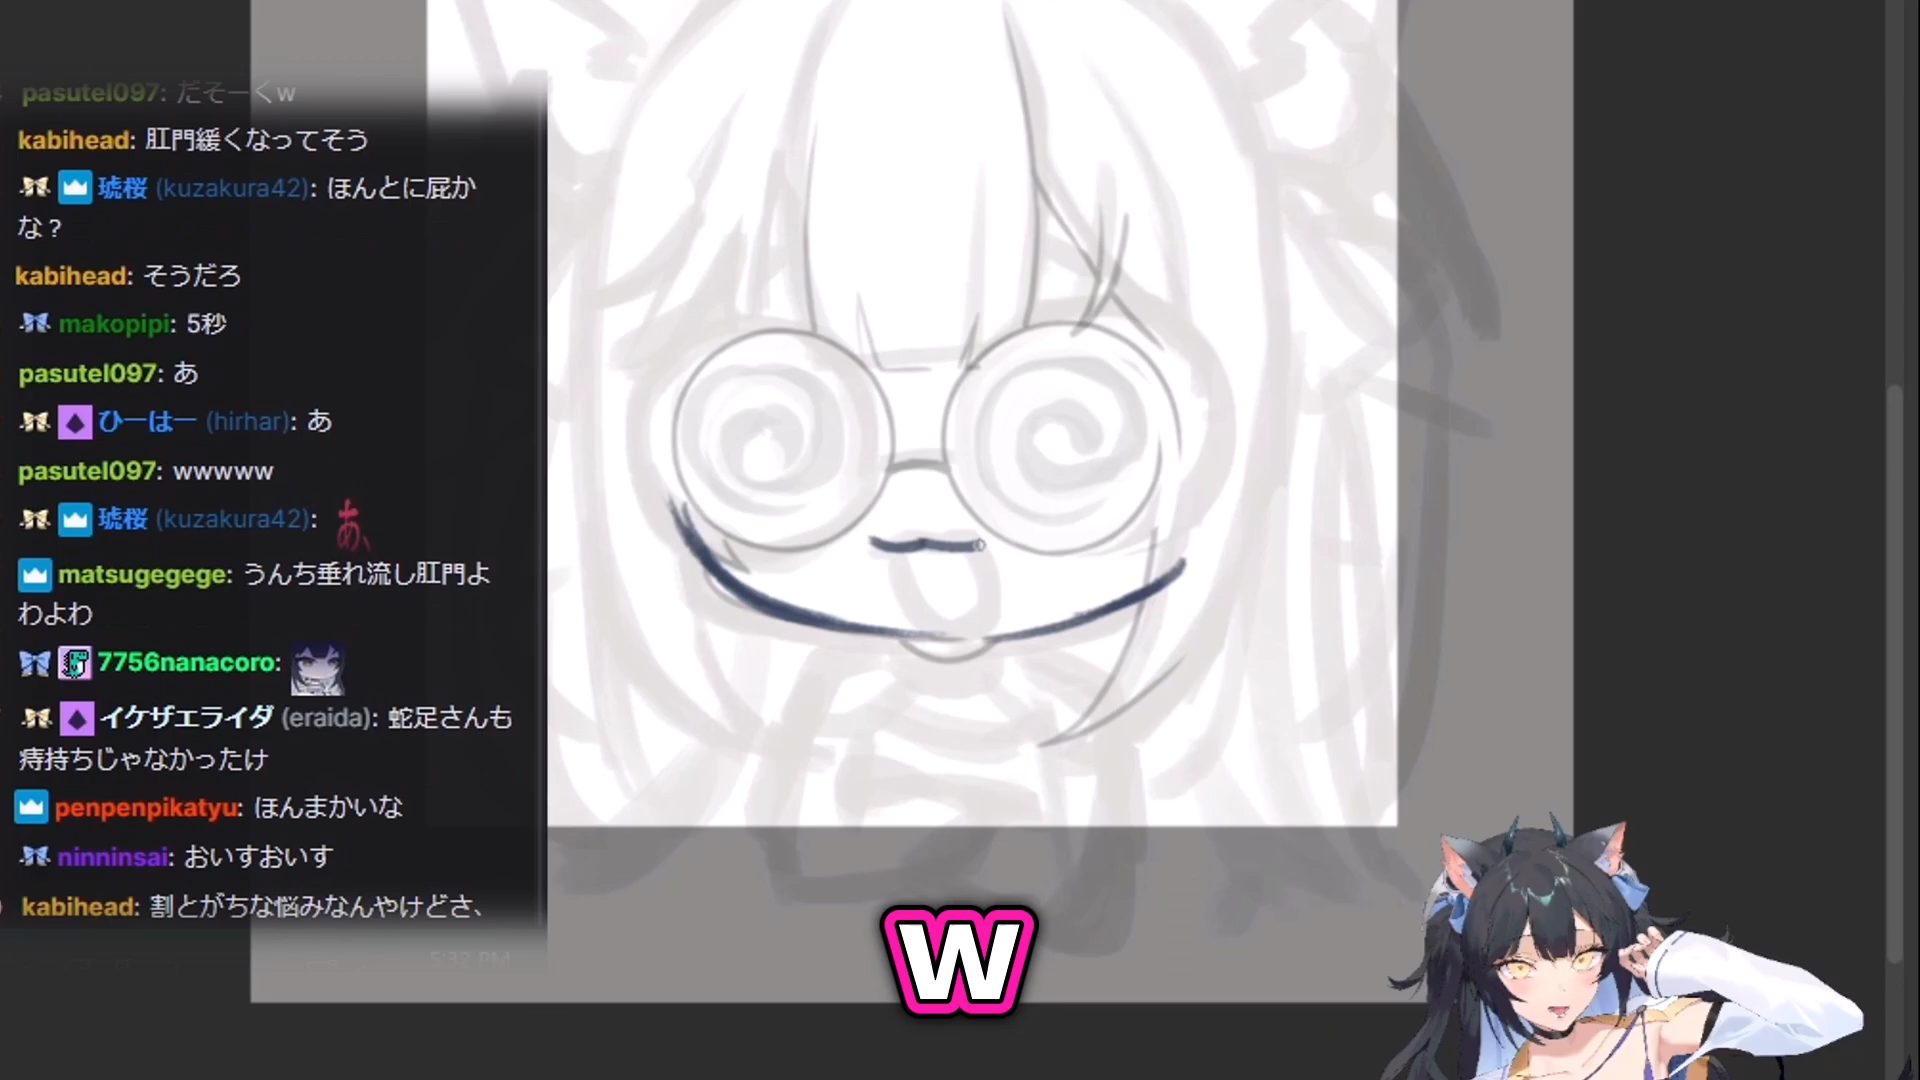 pasutel097: だそーくw
kabihead: 肛門緩くなってそう
琥桜 (kuzakura42): ほんとに屁か
な？
kabihead: そうだろ
makopipi: 5秒
pasutel097: あ
ひーはー (hirhar): あ
pasutel097: wwwww
琥桜 (kuzakura42): あ、
matsugegege: うんち垂れ流し肛門よ
わよわ
7756nanacoro:
イケザエライダ (eraida): 蛇足さんも
痔持ちじゃなかったけ
penpenpikatyu: ほんまかいな
ninninsai: おいすおいす
kabihead: 割とがちな悩みなんやけどさ、
5:32 PM
w